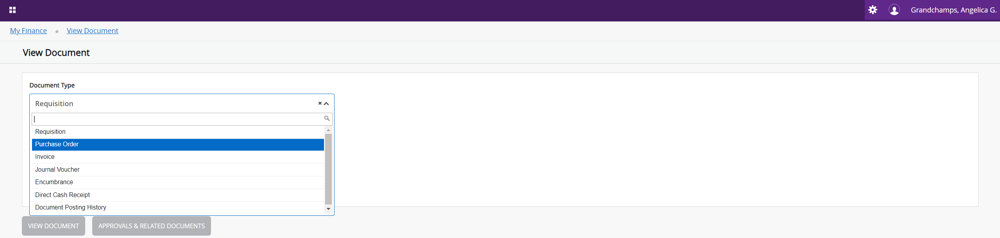 Grandchamps, Angelica G.
My Finance • View Document
View Document
Document Type
Requisition
Requisition
Purchase Order
Invoice
Journal Voucher
Encumbrance
Direct Cash Receipt
Document Posting History
VIEW DOCUMENT APPROVALS & RELATED DOCUMENTS